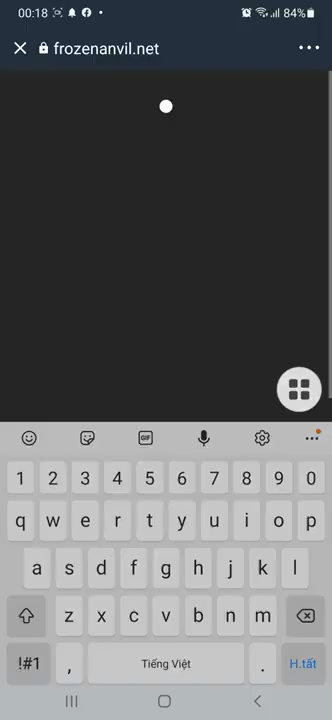 00:18 84%
frozenanvil.net
GIF
1 2 3 4 5 6 7 8 9 0
q w e r t y u i o p
a s d f g h j k l
z x c v b n m
!#1 , Tiếng Việt . H.tất